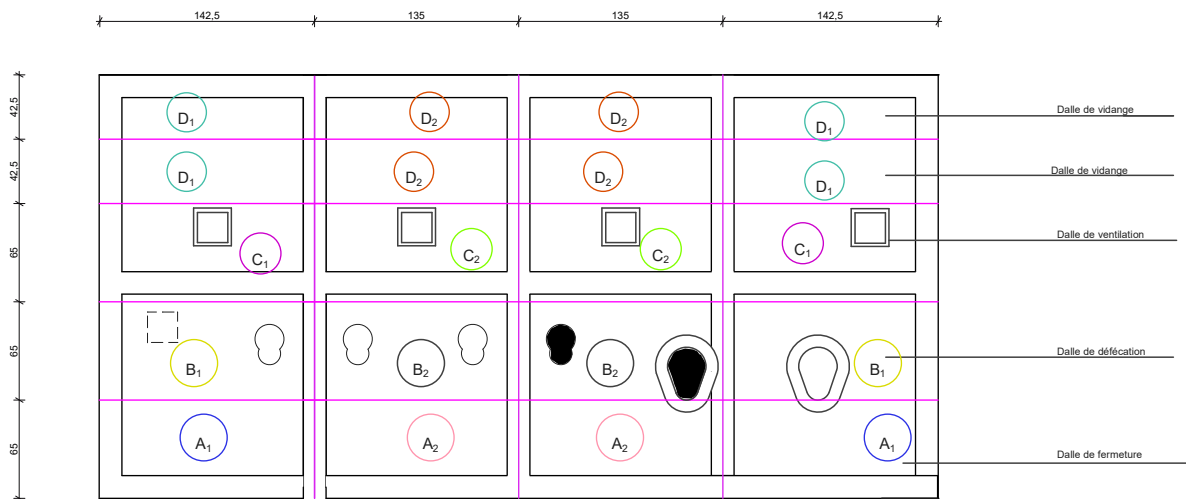 142,5 135 135 142,5
42,5
D₁ D₂ D₂ D₁ Dalle de vidange
42,5
D₁ D₂ D₂ D₁ Dalle de vidange
65
C₁ C₂ C₂ C₁ Dalle de ventilation
65
B₁ B₂ B₂ B₁ Dalle de défécation
65
A₁ A₂ A₂ A₁ Dalle de fermeture